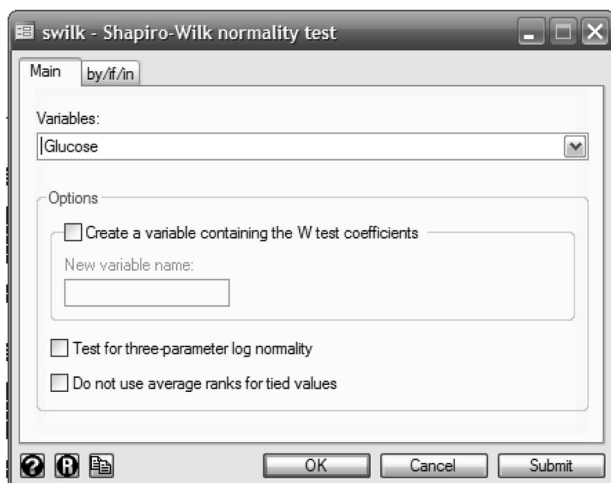 swilk - Shapiro-Wilk normality test
Main
by/if/in
Variables:
Glucose
Options
Create a variable containing the W test coefficients
New variable name:
Test for three-parameter log normality
Do not use average ranks for tied values
? R OK Cancel Submit